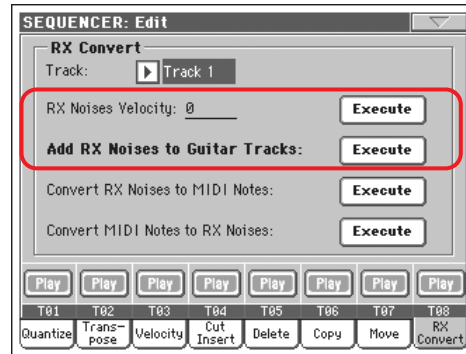 SEQUENCER: Edit
RX Convert
Track: Track 1
RX Noises Velocity: 0 Execute
Add RX Noises to Guitar Tracks: Execute
Convert RX Noises to MIDI Notes: Execute
Convert MIDI Notes to RX Noises: Execute
Play Play Play Play Play Play Play Play
T01 T02 T03 T04 T05 T06 T07 T08
Quantize Trans-pose Velocity Cut Insert Delete Copy Move RX Convert